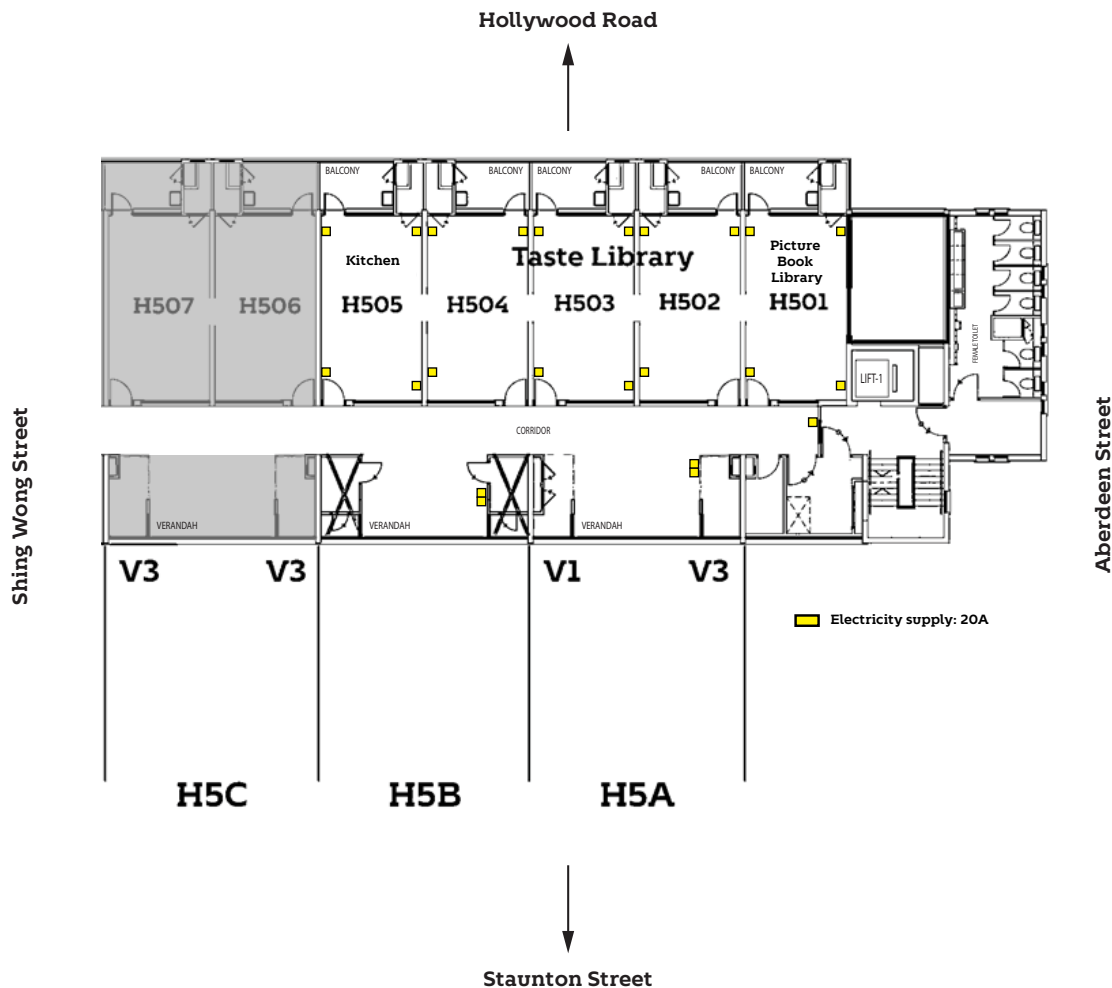 Hollywood Road
BALCONY
BALCONY
BALCONY
BALCONY
BALCONY
Kitchen
Taste Library
Picture
Book
Library
H507
H506
H505
H504
H503
H502
H501
FEMALE TOILET
LIFT-1
CORRIDOR
Shing Wong Street
Aberdeen Street
VERANDAH
VERANDAH
VERANDAH
V3
V3
V1
V3
Electricity supply: 20A
H5C
H5B
H5A
Staunton Street